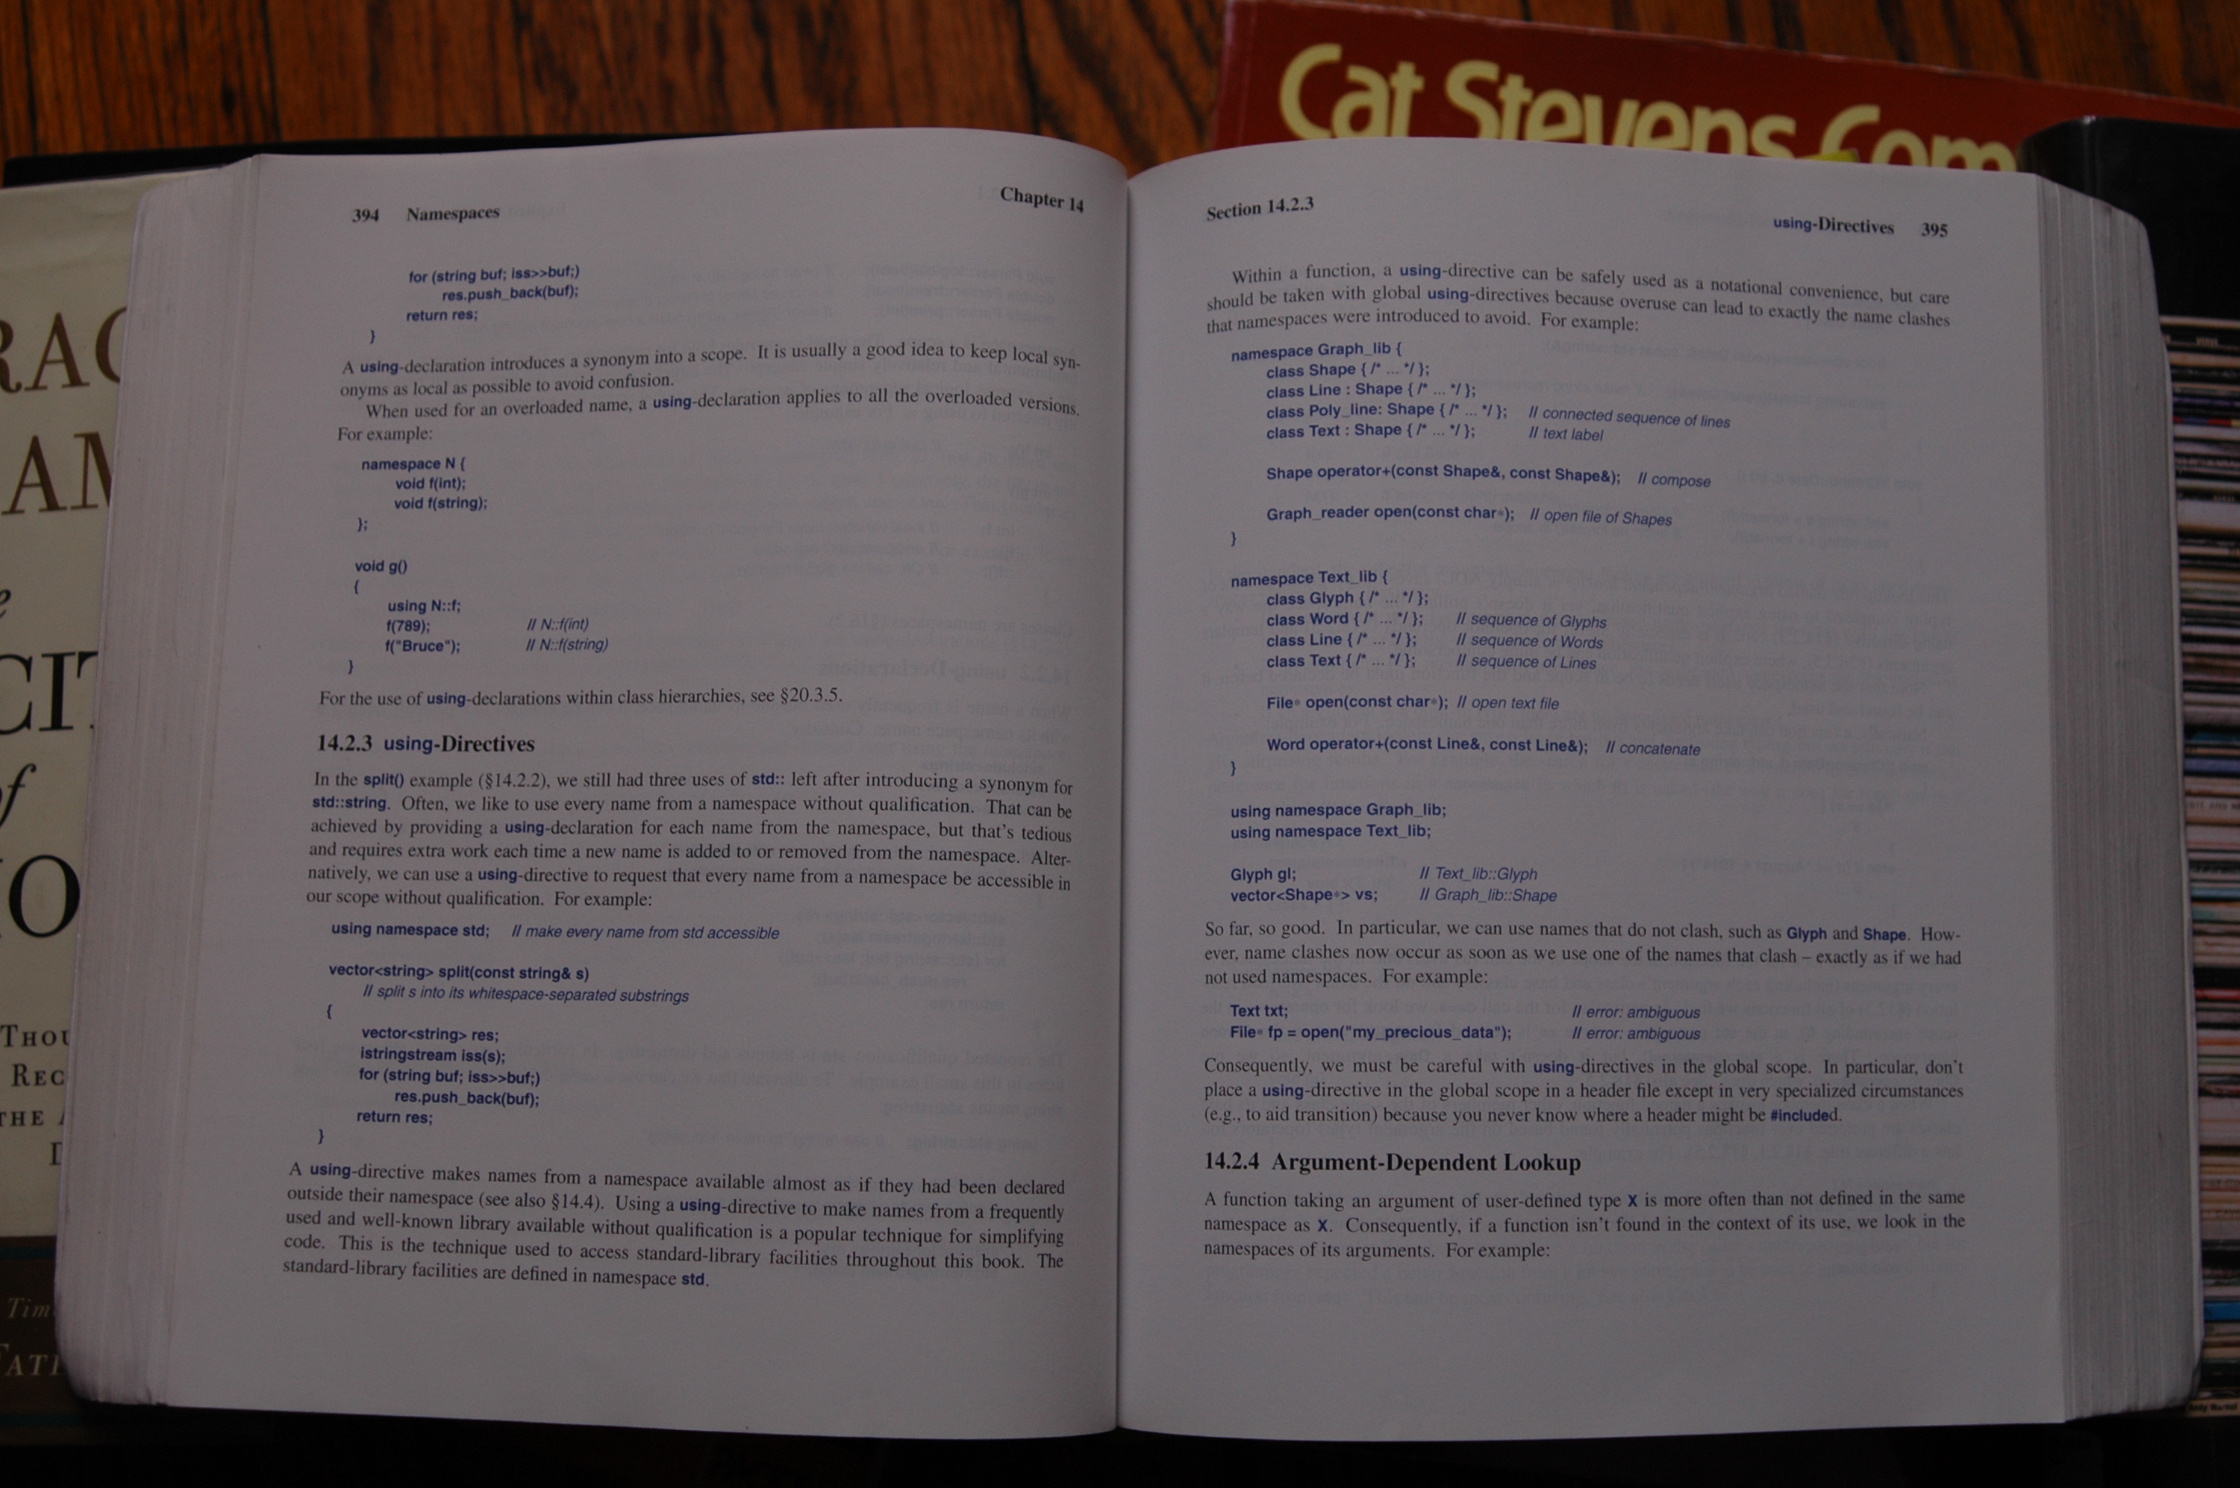 394 Namespaces Chapter 14
for (string buf; iss>>buf;)
res.push_back(buf);
return res;
}
A using-declaration introduces a synonym into a scope. It is usually a good idea to keep local syn-
onyms as local as possible to avoid confusion.
When used for an overloaded name, a using-declaration applies to all the overloaded versions.
For example:
namespace N {
void f(int);
void f(string);
};
void g()
{
using N::f;
f(789); // N::f(int)
f("Bruce"); // N::f(string)
}
For the use of using-declarations within class hierarchies, see §20.3.5.
14.2.3 using-Directives
In the split() example (§14.2.2), we still had three uses of std:: left after introducing a synonym for
std::string. Often, we like to use every name from a namespace without qualification. That can be
achieved by providing a using-declaration for each name from the namespace, but that's tedious
and requires extra work each time a new name is added to or removed from the namespace. Alter-
natively, we can use a using-directive to request that every name from a namespace be accessible in
our scope without qualification. For example:
using namespace std; // make every name from std accessible
vector<string> split(const string& s)
// split s into its whitespace-separated substrings
{
vector<string> res;
istringstream iss(s);
for (string buf; iss>>buf;)
res.push_back(buf);
return res;
}
A using-directive makes names from a namespace available almost as if they had been declared
outside their namespace (see also §14.4). Using a using-directive to make names from a frequently
used and well-known library available without qualification is a popular technique for simplifying
code. This is the technique used to access standard-library facilities throughout this book. The
standard-library facilities are defined in namespace std.
Section 14.2.3 using-Directives 395
Within a function, a using-directive can be safely used as a notational convenience, but care
should be taken with global using-directives because overuse can lead to exactly the name clashes
that namespaces were introduced to avoid. For example:
namespace Graph_lib {
class Shape { /* ... */ };
class Line : Shape { /* ... */ };
class Poly_line: Shape { /* ... */ }; // connected sequence of lines
class Text : Shape { /* ... */ }; // text label
Shape operator+(const Shape&, const Shape&); // compose
Graph_reader open(const char*); // open file of Shapes
}
namespace Text_lib {
class Glyph { /* ... */ };
class Word { /* ... */ }; // sequence of Glyphs
class Line { /* ... */ }; // sequence of Words
class Text { /* ... */ }; // sequence of Lines
File* open(const char*); // open text file
Word operator+(const Line&, const Line&); // concatenate
}
using namespace Graph_lib;
using namespace Text_lib;
Glyph gl; // Text_lib::Glyph
vector<Shape*> vs; // Graph_lib::Shape
So far, so good. In particular, we can use names that do not clash, such as Glyph and Shape. How-
ever, name clashes now occur as soon as we use one of the names that clash – exactly as if we had
not used namespaces. For example:
Text txt; // error: ambiguous
File* fp = open("my_precious_data"); // error: ambiguous
Consequently, we must be careful with using-directives in the global scope. In particular, don't
place a using-directive in the global scope in a header file except in very specialized circumstances
(e.g., to aid transition) because you never know where a header might be #included.
14.2.4 Argument-Dependent Lookup
A function taking an argument of user-defined type X is more often than not defined in the same
namespace as X. Consequently, if a function isn't found in the context of its use, we look in the
namespaces of its arguments. For example:
Cat Stevens
of
THE